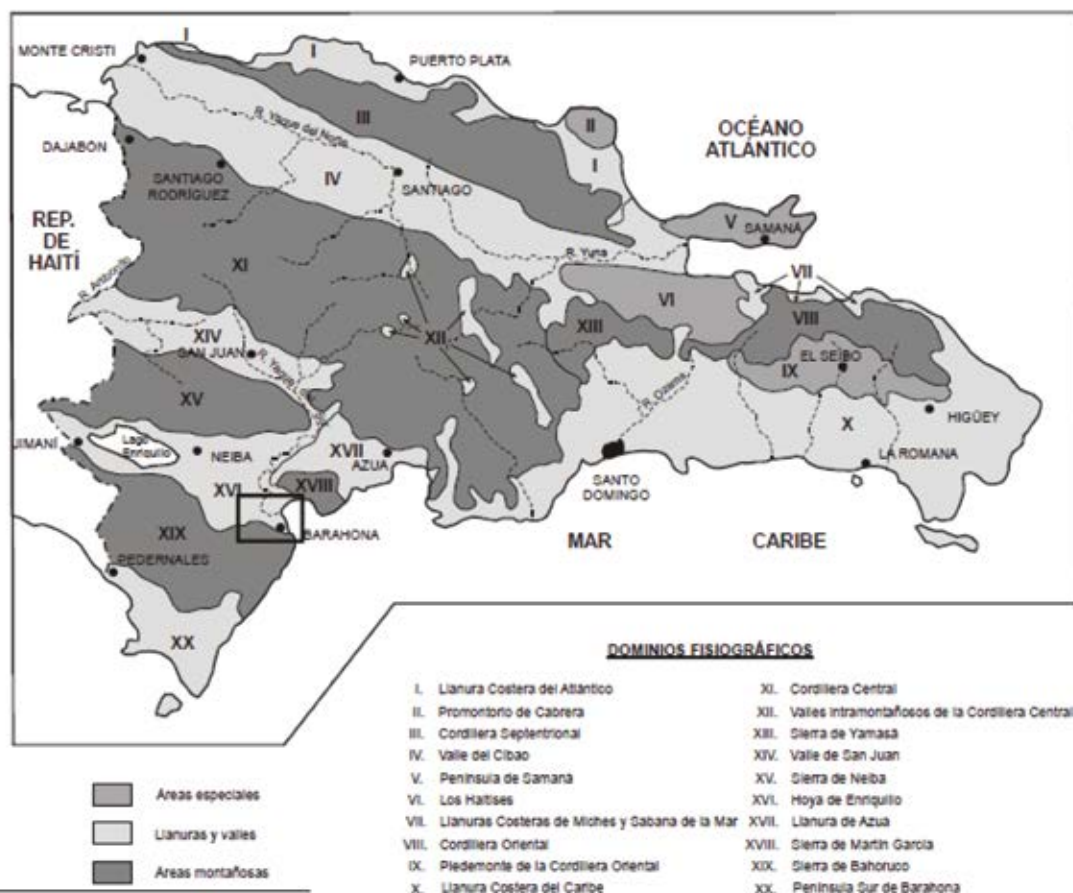 I
I
MONTE CRISTI
PUERTO PLATA
R. Yaque del Norte
III
II
OCÉANO
ATLÁNTICO
DAJABÓN
I
SANTIAGO
RODRÍGUEZ
IV
SANTIAGO
REP.
DE
HAITÍ
V
SAMANÁ
R. Yuna
XI
R. Artibonito
VII
VI
VIII
XIII
XII
XIV
SAN JUAN
EL SEIBO
IX
R. Ozama
XV
HIGÜEY
X
JIMANÍ
Lago
Enriquillo
NEIBA
XVII
AZUA
LA ROMANA
SANTO
DOMINGO
XVI
XVIII
BARAHONA
MAR CARIBE
XIX
PEDERNALES
XX
DOMINIOS FISIOGRÁFICOS
I. Llanura Costera del Atlántico
II. Promontorio de Cabrera
III. Cordillera Septentrional
IV. Valle del Cibao
V. Península de Samaná
VI. Los Haitises
VII. Llanuras Costeras de Miches y Sabana de la Mar
VIII. Cordillera Oriental
IX. Piedemonte de la Cordillera Oriental
X. Llanura Costera del Caribe
XI. Cordillera Central
XII. Valles Intramontañosos de la Cordillera Central
XIII. Sierra de Yamasá
XIV. Valle de San Juan
XV. Sierra de Neiba
XVI. Hoya de Enriquillo
XVII. Llanura de Azua
XVIII. Sierra de Martín García
XIX. Sierra de Bahoruco
XX. Península Sur de Barahona
Areas especiales
Llanuras y valles
Areas montañosas